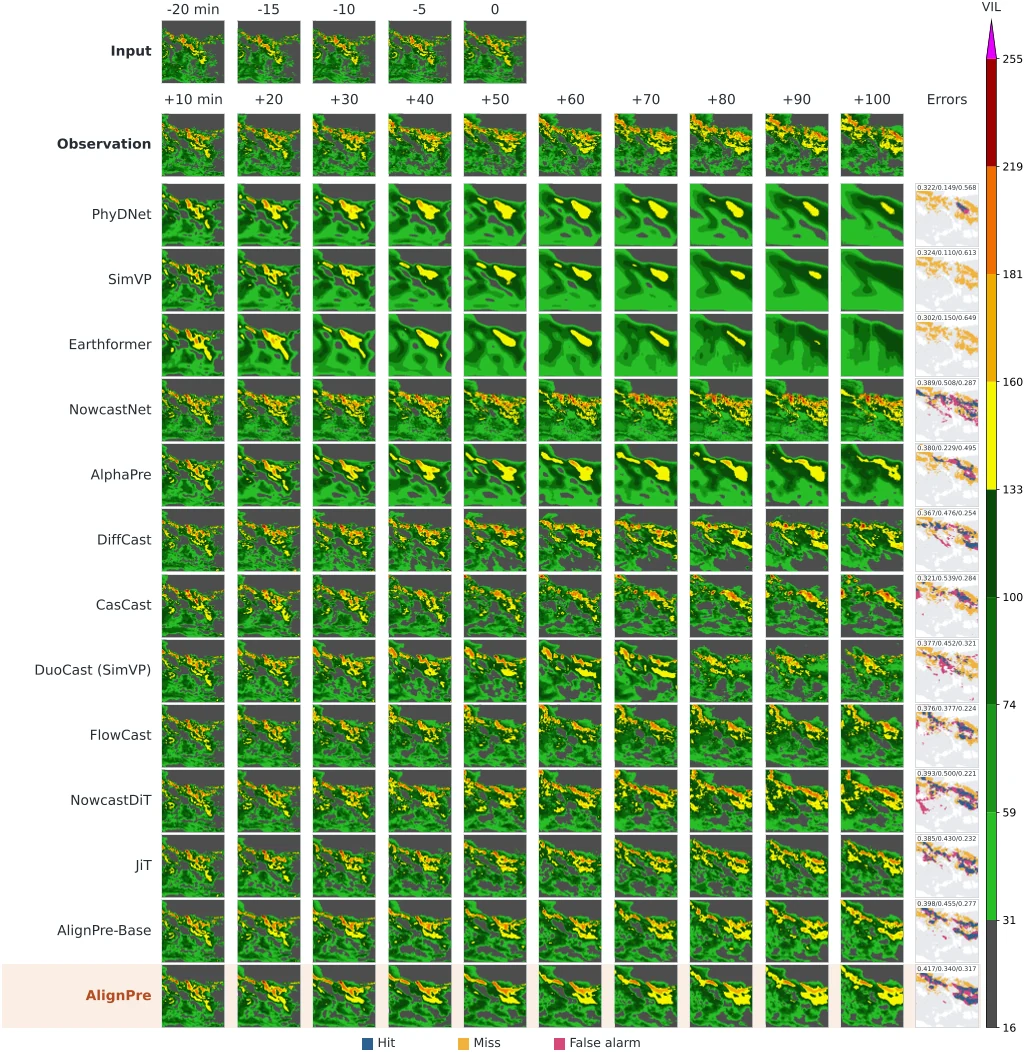 -20 min -15 -10 -5 0 VIL
Input
+10 min +20 +30 +40 +50 +60 +70 +80 +90 +100 Errors
Observation
PhyDNet 0.322/0.149/0.568
SimVP 0.324/0.110/0.613
Earthformer 0.302/0.150/0.649
NowcastNet 0.389/0.508/0.287
AlphaPre 0.380/0.229/0.495
DiffCast 0.367/0.476/0.254
CasCast 0.321/0.539/0.284
DuoCast (SimVP) 0.377/0.452/0.321
FlowCast 0.376/0.377/0.224
NowcastDiT 0.393/0.500/0.221
JiT 0.385/0.430/0.232
AlignPre-Base 0.398/0.455/0.277
AlignPre 0.417/0.340/0.317
Hit Miss False alarm
255
219
181
160
133
100
74
59
31
16